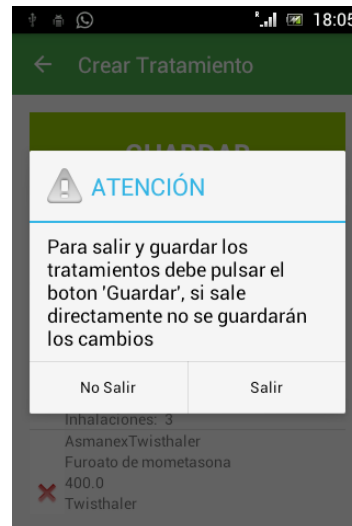 18:05
Crear Tratamiento
GUARDAR
ATENCIÓN
Para salir y guardar los
tratamientos debe pulsar el
boton 'Guardar', si sale
directamente no se guardarán
los cambios
No Salir
Salir
Inhalaciones: 3
AsmanexTwisthaler
Furoato de mometasona
400.0
Twisthaler